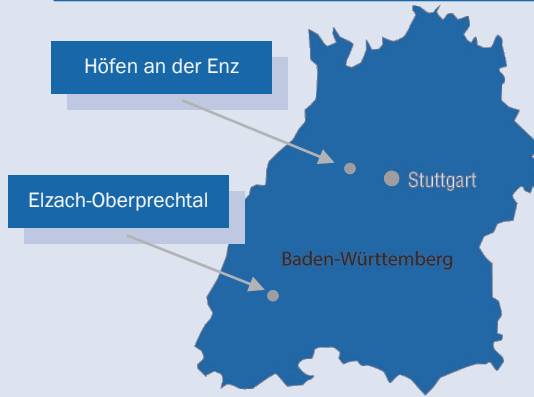 Höfen an der Enz
Stuttgart
Elzach-Oberprechtal
Baden-Württemberg